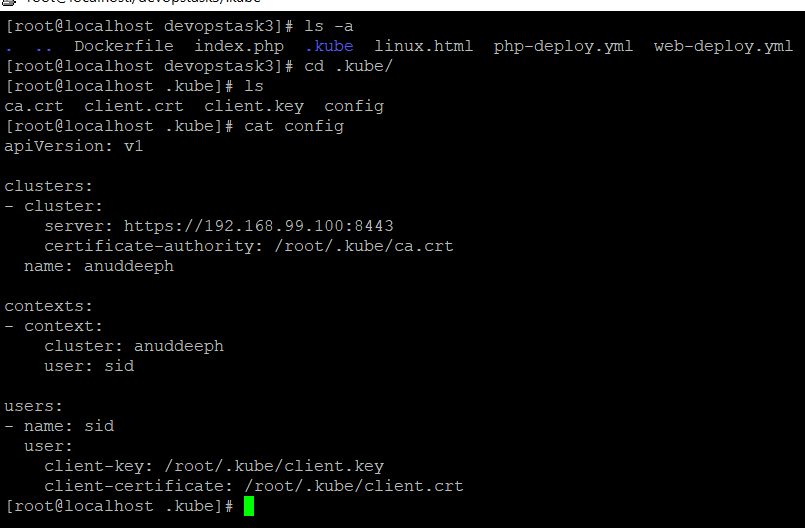 [root@localhost devopstask3]# ls -a
.  ..  Dockerfile  index.php  .kube  linux.html  php-deploy.yml  web-deploy.yml
[root@localhost devopstask3]# cd .kube/
[root@localhost .kube]# ls
ca.crt  client.crt  client.key  config
[root@localhost .kube]# cat config
apiVersion: v1

clusters:
- cluster:
    server: https://192.168.99.100:8443
    certificate-authority: /root/.kube/ca.crt
  name: anuddeeph

contexts:
- context:
    cluster: anuddeeph
    user: sid

users:
- name: sid
  user:
    client-key: /root/.kube/client.key
    client-certificate: /root/.kube/client.crt
[root@localhost .kube]#